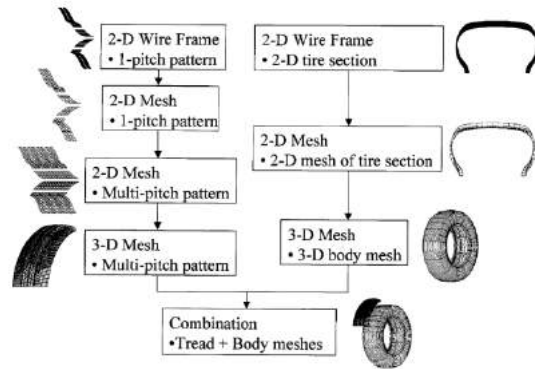 2-D Wire Frame
• 1-pitch pattern
2-D Mesh
• 1-pitch pattern
2-D Mesh
• Multi-pitch pattern
3-D Mesh
• Multi-pitch pattern
2-D Wire Frame
• 2-D tire section
2-D Mesh
• 2-D mesh of tire section
3-D Mesh
• 3-D body mesh
Combination
•Tread + Body meshes